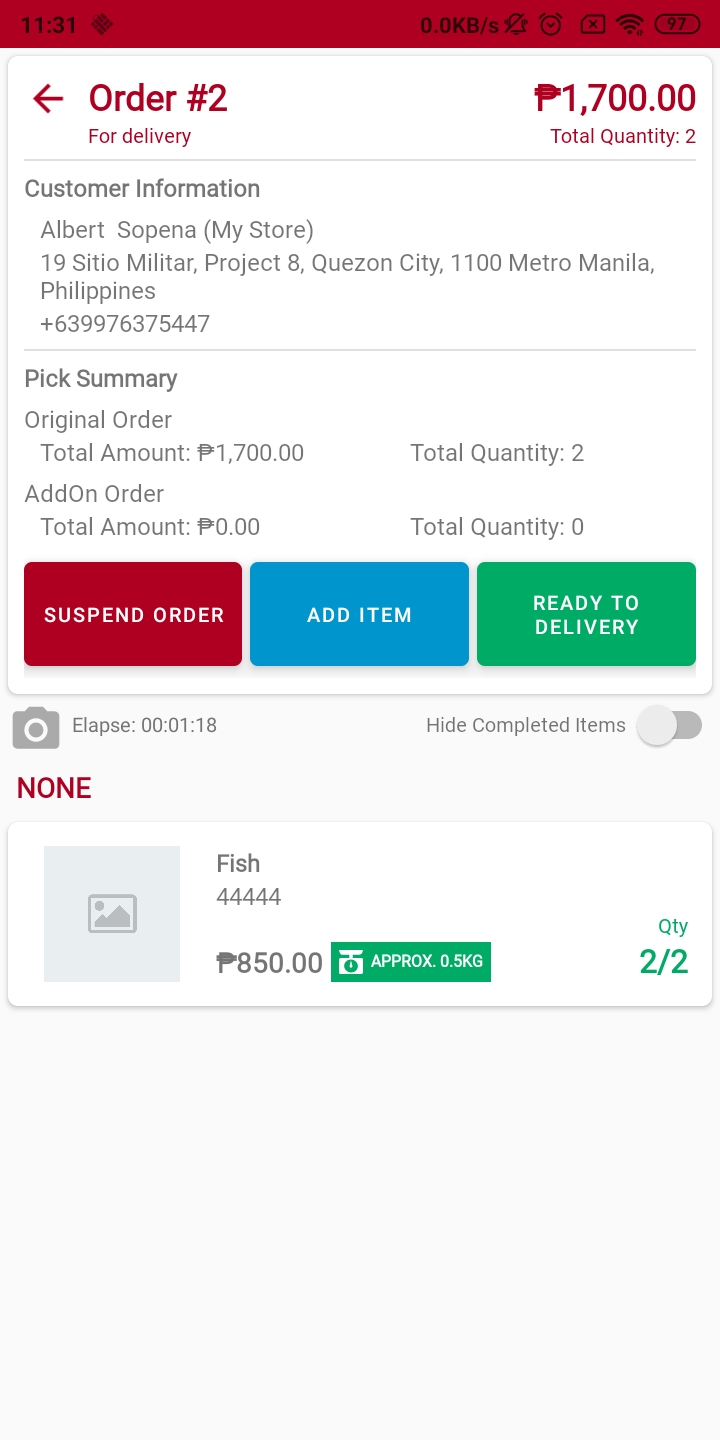 11:31 0.0KB/s 97
Order #2 ₱1,700.00
For delivery Total Quantity: 2
Customer Information
Albert  Sopena (My Store)
19 Sitio Militar, Project 8, Quezon City, 1100 Metro Manila,
Philippines
+639976375447
Pick Summary
Original Order
Total Amount: ₱1,700.00 Total Quantity: 2
AddOn Order
Total Amount: ₱0.00 Total Quantity: 0
SUSPEND ORDER
ADD ITEM
READY TO
DELIVERY
Elapse: 00:01:18 Hide Completed Items
NONE
Fish
44444
Qty
₱850.00 APPROX. 0.5KG 2/2